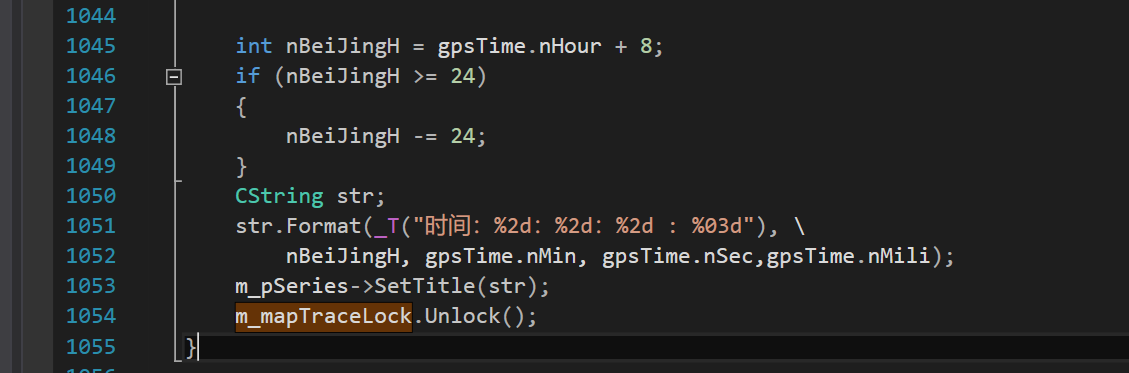 1044
1045 int nBeiJingH = gpsTime.nHour + 8;
1046 if (nBeiJingH >= 24)
1047 {
1048 nBeiJingH -= 24;
1049 }
1050 CString str;
1051 str.Format(_T("时间：%2d：%2d：%2d : %03d"), \
1052 nBeiJingH, gpsTime.nMin, gpsTime.nSec,gpsTime.nMili);
1053 m_pSeries->SetTitle(str);
1054 m_mapTraceLock.Unlock();
1055 }